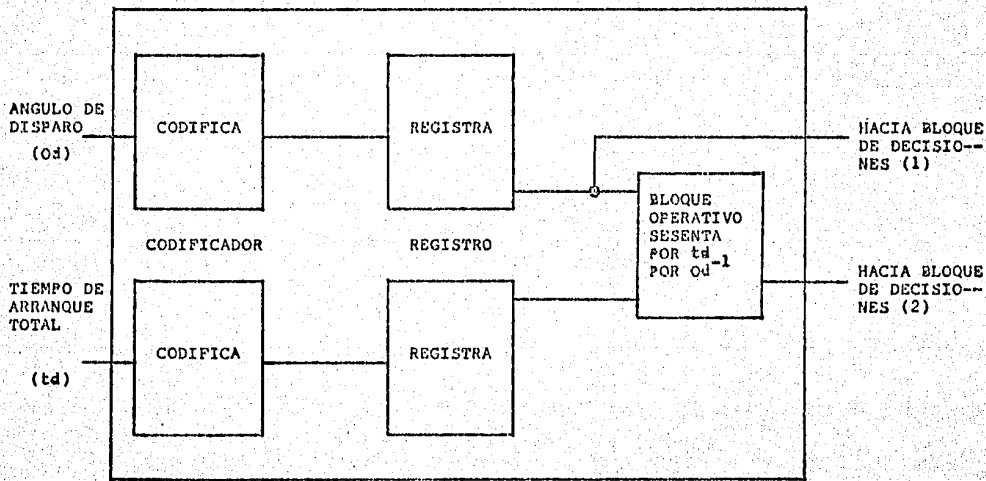 ANGULO DE
DISPARO
(Od)
CODIFICA
REGISTRA
HACIA BLOQUE
DE DECISIO--
NES (1)
BLOQUE
OPERATIVO
SESENTA
POR td
POR Od-1
CODIFICADOR
REGISTRO
TIEMPO DE
ARRANQUE
TOTAL
(td)
CODIFICA
REGISTRA
HACIA BLOQUE
DE DECISIO--
NES (2)